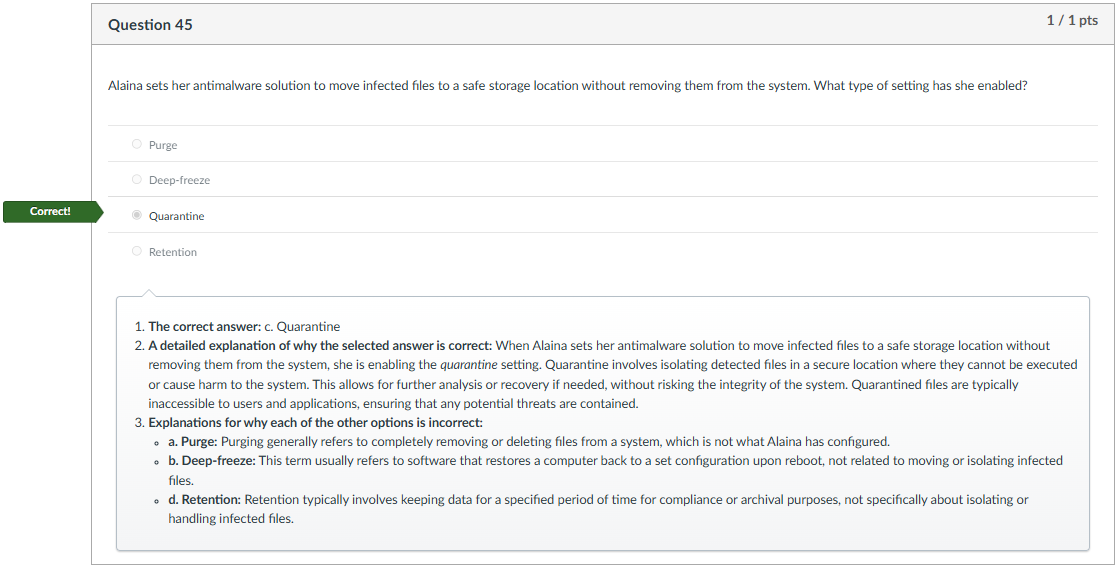 Question 45
1 / 1 pts
Alaina sets her antimalware solution to move infected files to a safe storage location without removing them from the system. What type of setting has she enabled?
Purge
Deep-freeze
Correct!
Quarantine
Retention
1. The correct answer: c. Quarantine
2. A detailed explanation of why the selected answer is correct: When Alaina sets her antimalware solution to move infected files to a safe storage location without
removing them from the system, she is enabling the quarantine setting. Quarantine involves isolating detected files in a secure location where they cannot be executed
or cause harm to the system. This allows for further analysis or recovery if needed, without risking the integrity of the system. Quarantined files are typically
inaccessible to users and applications, ensuring that any potential threats are contained.
3. Explanations for why each of the other options is incorrect:
◦ a. Purge: Purging generally refers to completely removing or deleting files from a system, which is not what Alaina has configured.
◦ b. Deep-freeze: This term usually refers to software that restores a computer back to a set configuration upon reboot, not related to moving or isolating infected
files.
◦ d. Retention: Retention typically involves keeping data for a specified period of time for compliance or archival purposes, not specifically about isolating or
handling infected files.